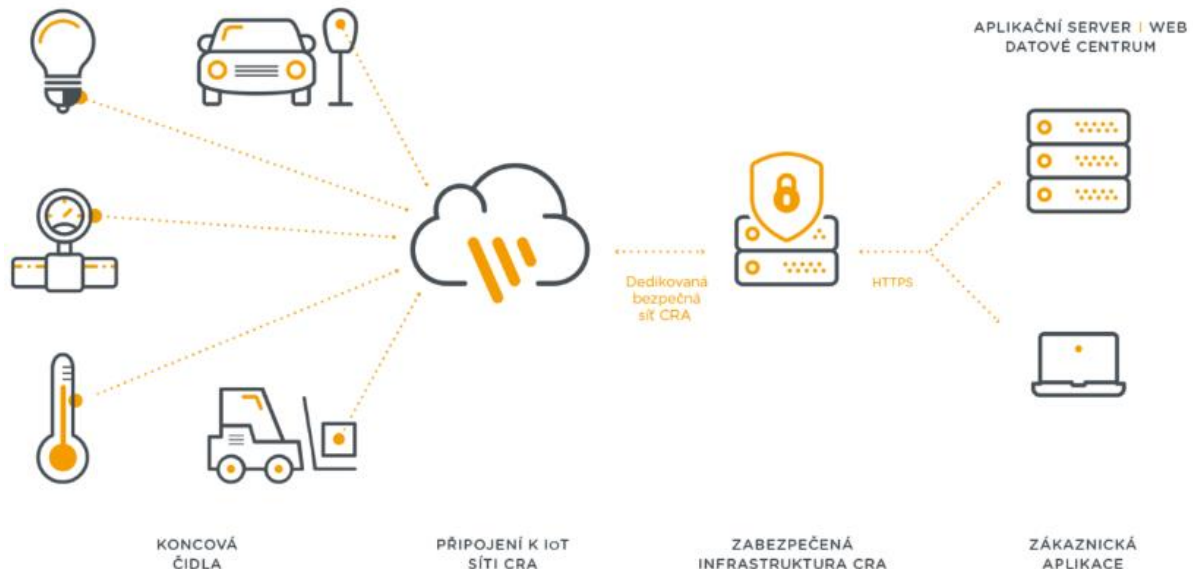 APLIKAČNÍ SERVER | WEB
DATOVÉ CENTRUM
Dedikovaná
bezpečná
síť CRA
HTTPS
KONCOVÁ
ČIDLA
PŘIPOJENÍ K IoT
SÍTI CRA
ZABEZPEČENÁ
INFRASTRUKTURA CRA
ZÁKAZNICKÁ
APLIKACE